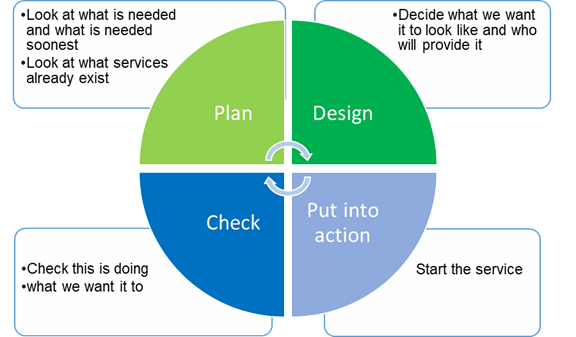 •Look at what is needed
and what is needed
soonest
•Look at what services
already exist
•Decide what we want
it to look like and who
will provide it
Plan
Design
Check
Put into
action
•Check this is doing
•what we want it to
Start the service